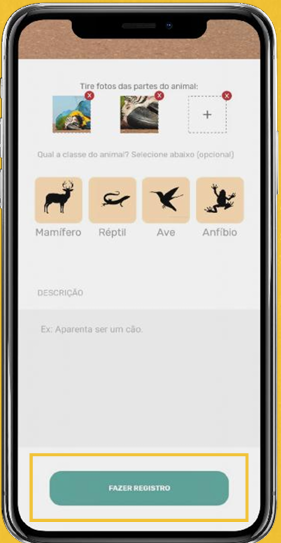 Tire fotos das partes do animal:
Qual a classe do animal? Selecione abaixo (opcional)
Mamífero Réptil Ave Anfíbio
DESCRIÇÃO
Ex: Aparenta ser um cão.
FAZER REGISTRO